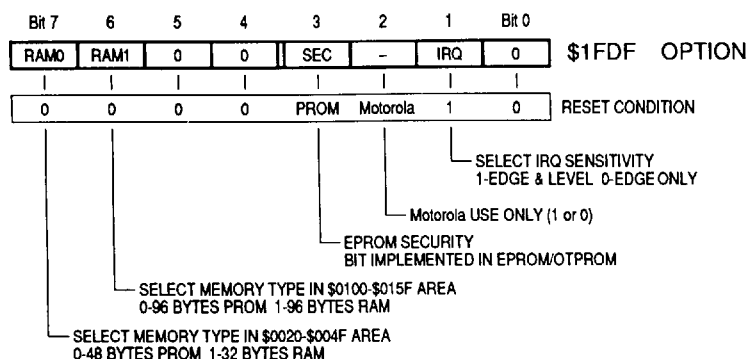 Bit 7 6 5 4 3 2 1 Bit 0
RAM0 RAM1 0 0 SEC - IRQ 0 $1FDF OPTION
0 0 0 0 PROM Motorola 1 0 RESET CONDITION
SELECT IRQ SENSITIVITY
1-EDGE & LEVEL 0-EDGE ONLY
Motorola USE ONLY (1 or 0)
EPROM SECURITY
BIT IMPLEMENTED IN EPROM/OTPROM
SELECT MEMORY TYPE IN $0100-$015F AREA
0-96 BYTES PROM 1-96 BYTES RAM
SELECT MEMORY TYPE IN $0020-$004F AREA
0-48 BYTES PROM 1-32 BYTES RAM